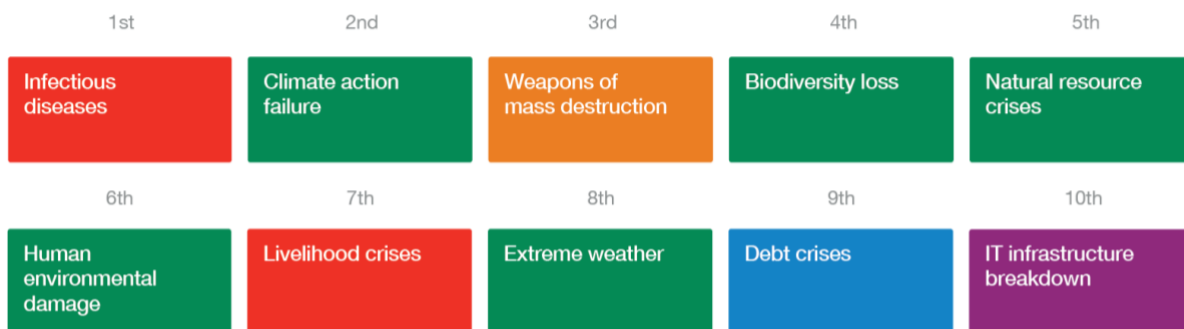 1st
2nd
3rd
4th
5th
Infectious
diseases
Climate action
failure
Weapons of
mass destruction
Biodiversity loss
Natural resource
crises
6th
7th
8th
9th
10th
Human
environmental
damage
Livelihood crises
Extreme weather
Debt crises
IT infrastructure
breakdown